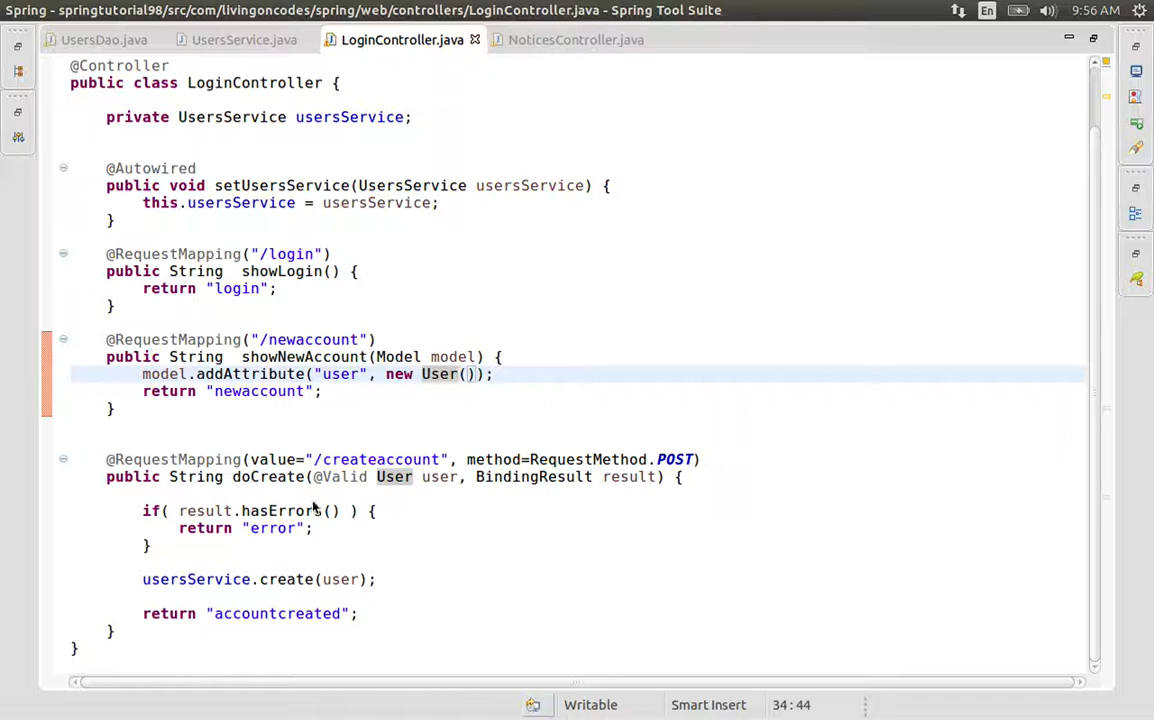 Spring - springtutorial98/src/com/livingoncodes/spring/web/controllers/LoginController.java - Spring Tool Suite
En
9:56 AM
UsersDao.java
UsersService.java
LoginController.java
NoticesController.java
@Controller
public class LoginController {
private UsersService usersService;
@Autowired
public void setUsersService(UsersService usersService) {
this.usersService = usersService;
}
@RequestMapping("/login")
public String  showLogin() {
return "login";
}
@RequestMapping("/newaccount")
public String  showNewAccount(Model model) {
model.addAttribute("user", new User());
return "newaccount";
}
@RequestMapping(value="/createaccount", method=RequestMethod.POST)
public String doCreate(@Valid User user, BindingResult result) {
if( result.hasErrors() ) {
return "error";
}
usersService.create(user);
return "accountcreated";
}
}
Writable
Smart Insert
34:44